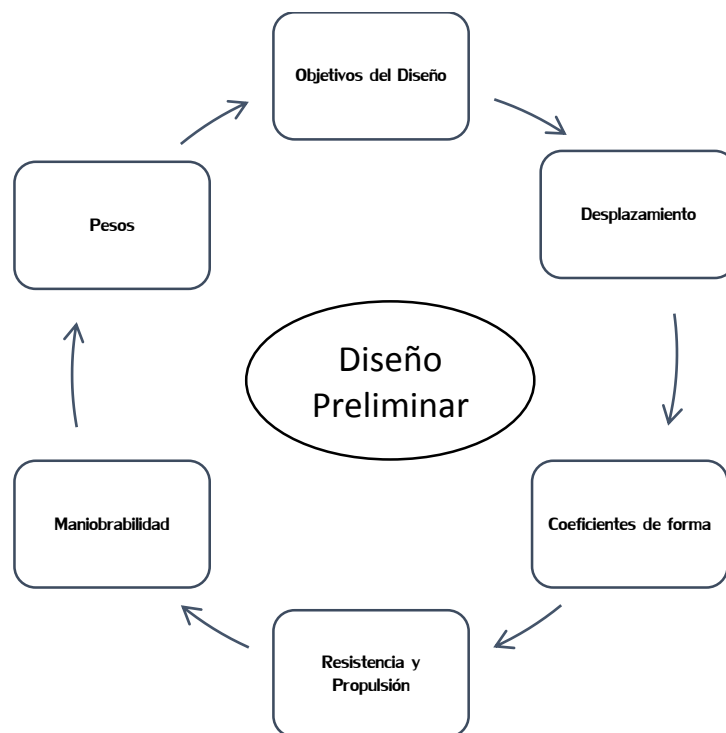 Objetivos del Diseño
Desplazamiento
Coeficientes de forma
Resistencia y
Propulsión
Maniobrabilidad
Pesos
Diseño
Preliminar